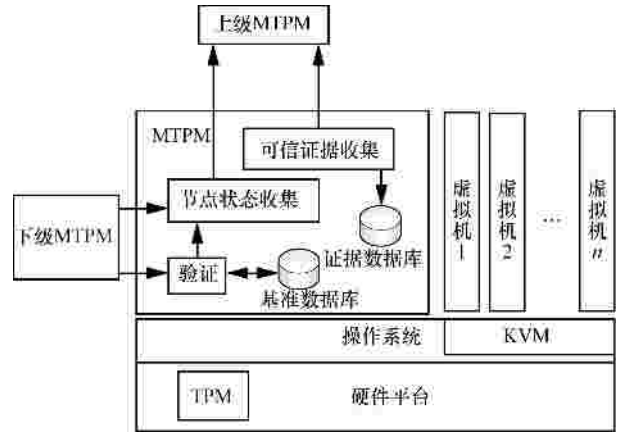 上级MTPM
MTPM
可信证据收集
节点状态收集
下级MTPM
验证
证据数据库
基准数据库
虚拟机1
虚拟机2
…
虚拟机n
操作系统
KVM
TPM
硬件平台